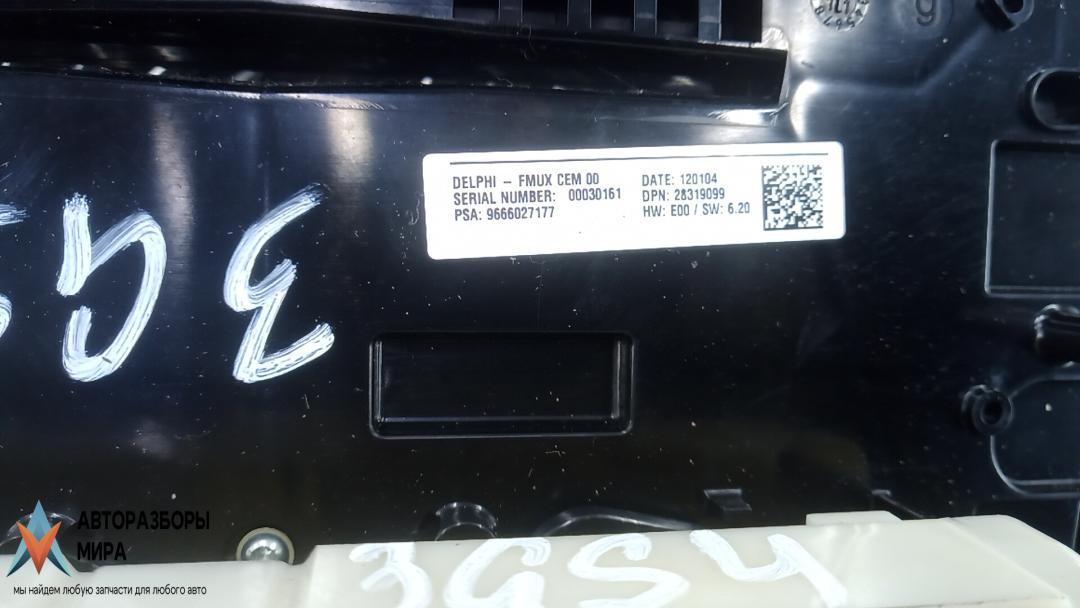 DELPHI – FMUX CEM 00
SERIAL NUMBER: 00030161
PSA: 9666027177
DATE: 120104
DPN: 28319099
HW: E00 / SW: 6.20
3GS4
АВТОРАЗБОРЫ
МИРА
мы найдем любую запчасти для любого авто